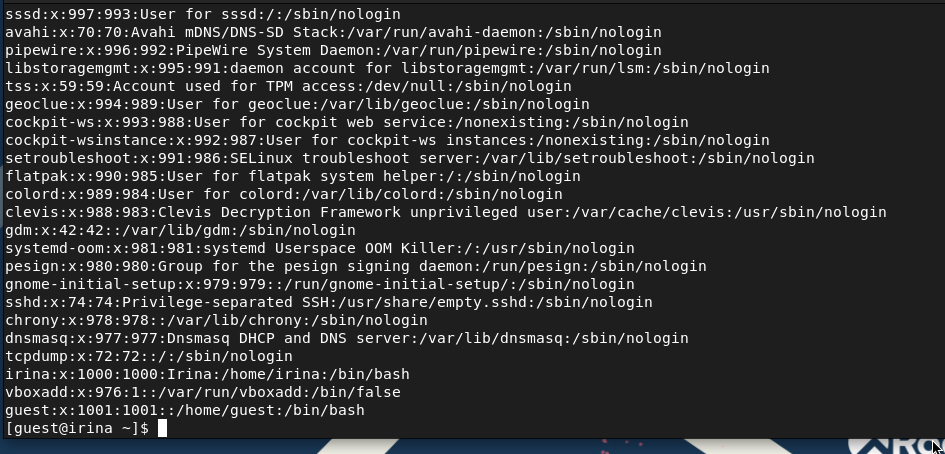 sssd:x:997:993:User for sssd:/:/sbin/nologin
avahi:x:70:70:Avahi mDNS/DNS-SD Stack:/var/run/avahi-daemon:/sbin/nologin
pipewire:x:996:992:PipeWire System Daemon:/var/run/pipewire:/sbin/nologin
libstoragemgmt:x:995:991:daemon account for libstoragemgmt:/var/run/lsm:/sbin/nologin
tss:x:59:59:Account used for TPM access:/dev/null:/sbin/nologin
geoclue:x:994:989:User for geoclue:/var/lib/geoclue:/sbin/nologin
cockpit-ws:x:993:988:User for cockpit web service:/nonexisting:/sbin/nologin
cockpit-wsinstance:x:992:987:User for cockpit-ws instances:/nonexisting:/sbin/nologin
setroubleshoot:x:991:986:SELinux troubleshoot server:/var/lib/setroubleshoot:/sbin/nologin
flatpak:x:990:985:User for flatpak system helper:/:/sbin/nologin
colord:x:989:984:User for colord:/var/lib/colord:/sbin/nologin
clevis:x:988:983:Clevis Decryption Framework unprivileged user:/var/cache/clevis:/usr/sbin/nologin
gdm:x:42:42::/var/lib/gdm:/sbin/nologin
systemd-oom:x:981:981:systemd Userspace OOM Killer:/:/usr/sbin/nologin
pesign:x:980:980:Group for the pesign signing daemon:/run/pesign:/sbin/nologin
gnome-initial-setup:x:979:979::/run/gnome-initial-setup/:/sbin/nologin
sshd:x:74:74:Privilege-separated SSH:/usr/share/empty.sshd:/sbin/nologin
chrony:x:978:978::/var/lib/chrony:/sbin/nologin
dnsmasq:x:977:977:Dnsmasq DHCP and DNS server:/var/lib/dnsmasq:/sbin/nologin
tcpdump:x:72:72::/:/sbin/nologin
irina:x:1000:1000:Irina:/home/irina:/bin/bash
vboxadd:x:976:1::/var/run/vboxadd:/bin/false
guest:x:1001:1001::/home/guest:/bin/bash
[guest@irina ~]$